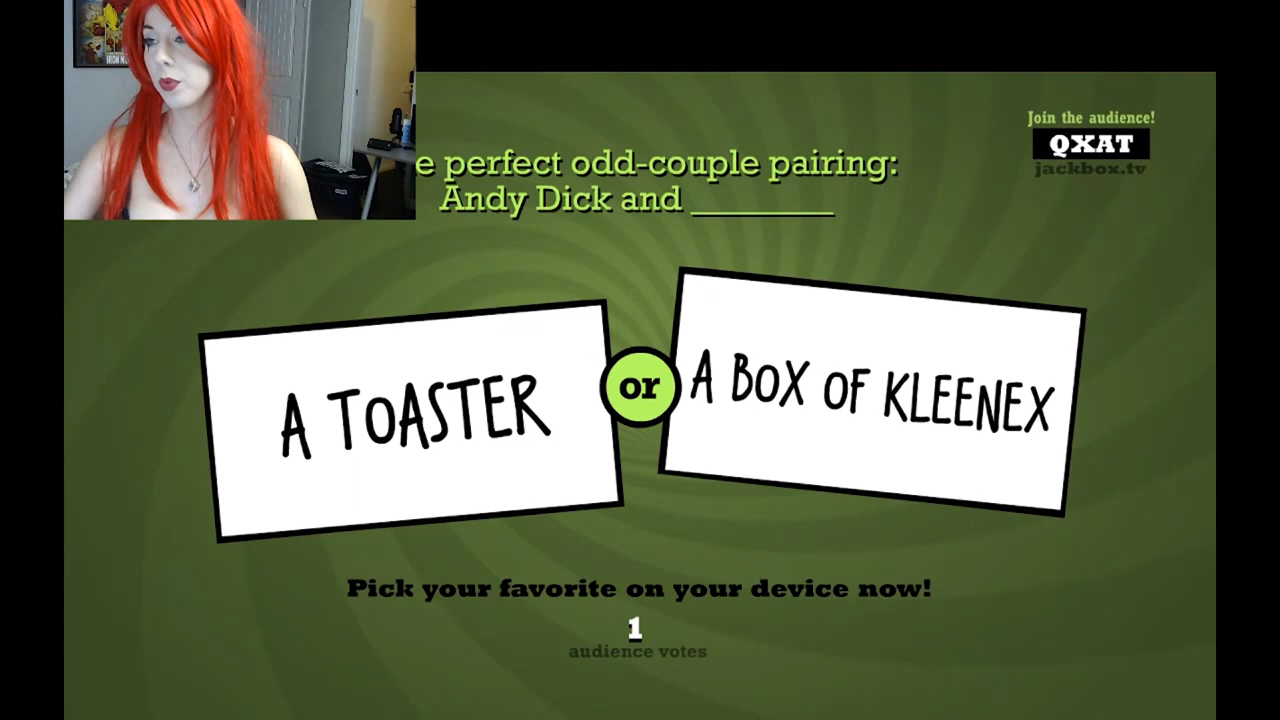 IRON M
Join the audience!
QXAT
jackbox.tv
e perfect odd-couple pairing:
Andy Dick and ________
A TOASTER
or
A BOX OF KLEENEX
Pick your favorite on your device now!
1
audience votes